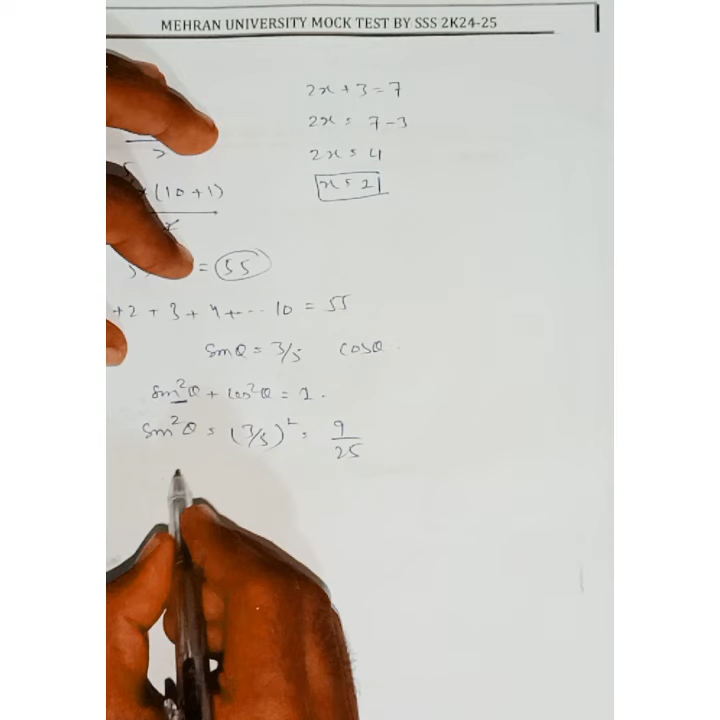 MEHRAN UNIVERSITY MOCK TEST BY SSS 2K24-25
2x + 3 = 7
2x = 7 - 3
2x = 4
x = 2
(10 + 1)
= 55
+2 + 3 + 4 + ... 10 = 55
Sinθ = 3/5 cosθ
Sin²θ + cos²θ = 1.
Sin²θ = (3/5)² = 9/25